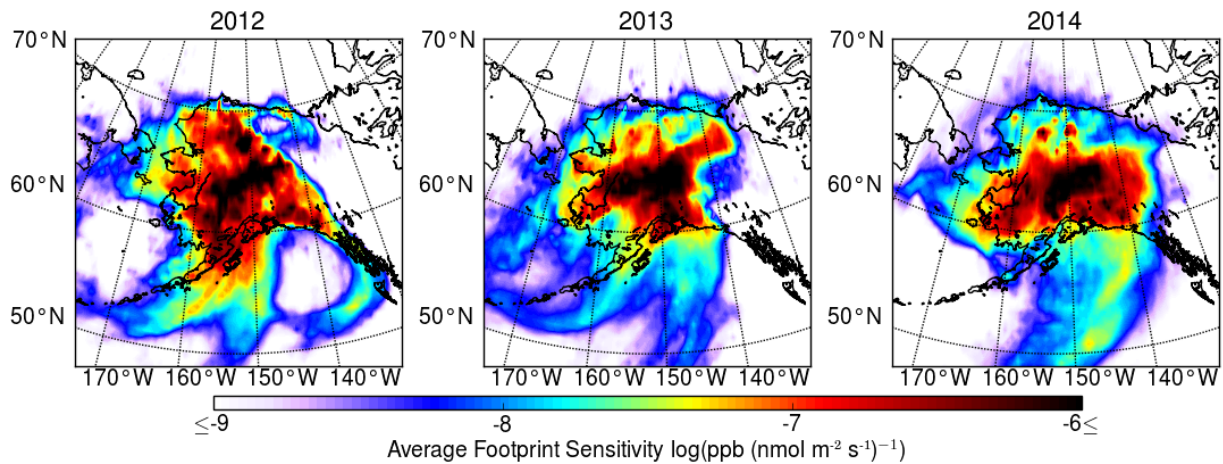 2012 2013 2014
70°N 70°N 70°N
60°N 60°N 60°N
50°N 50°N 50°N
170°W 160°W 150°W 140°W 170°W 160°W 150°W 140°W 170°W 160°W 150°W 140°W
≤-9 -8 -7 -6≤
Average Footprint Sensitivity log(ppb (nmol m⁻² s⁻¹)⁻¹)